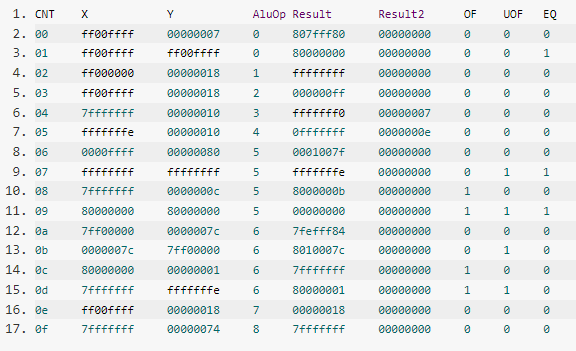 1. CNT X Y AluOp Result Result2 OF UOF EQ
2. 00 ff00ffff 00000007 0 807fff80 00000000 0 0 0
3. 01 ff00ffff ff00ffff 0 80000000 00000000 0 0 1
4. 02 ff000000 00000018 1 ffffffff 00000000 0 0 0
5. 03 ff00ffff 00000018 2 000000ff 00000000 0 0 0
6. 04 7fffffff 00000010 3 fffffff0 00000007 0 0 0
7. 05 fffffffe 00000010 4 0fffffff 0000000e 0 0 0
8. 06 0000ffff 00000080 5 0001007f 00000000 0 0 0
9. 07 ffffffff ffffffff 5 fffffffe 00000000 0 1 1
10. 08 7fffffff 0000000c 5 8000000b 00000000 1 0 0
11. 09 80000000 80000000 5 00000000 00000000 1 1 1
12. 0a 7ff00000 0000007c 6 7fefff84 00000000 0 0 0
13. 0b 0000007c 7ff00000 6 8010007c 00000000 0 1 0
14. 0c 80000000 00000001 6 7fffffff 00000000 1 0 0
15. 0d 7fffffff fffffffe 6 80000001 00000000 1 1 0
16. 0e ff00ffff 00000018 7 00000018 00000000 0 0 0
17. 0f 7fffffff 00000074 8 7fffffff 00000000 0 0 0